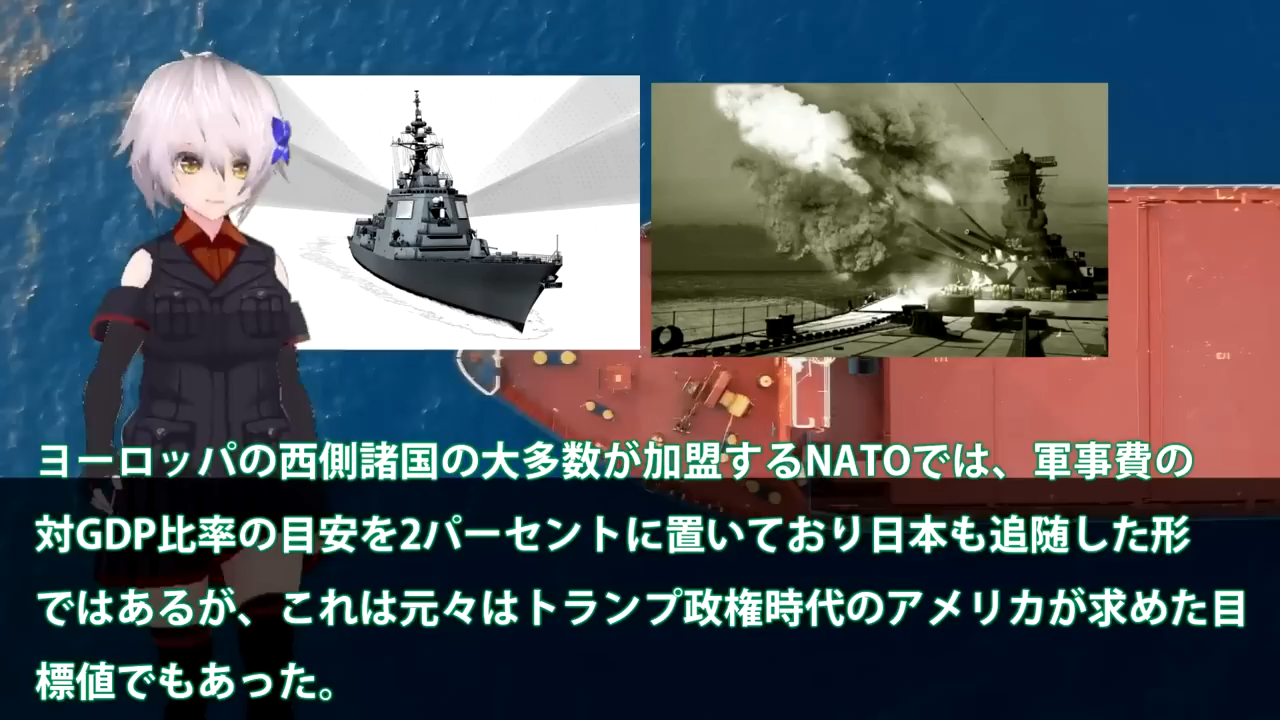 ヨーロッパの西側諸国の大多数が加盟するNATOでは、軍事費の
対GDP比率の目安を2パーセントに置いており日本も追随した形
ではあるが、これは元々はトランプ政権時代のアメリカが求めた目
標値でもあった。